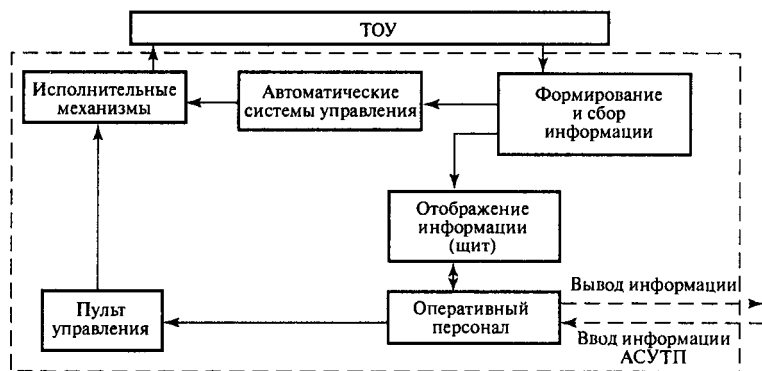 ТОУ
Исполнительные
механизмы
Автоматические
системы управления
Формирование
и сбор
информации
Отображение
информации
(щит)
Пульт
управления
Оперативный
персонал
Вывод информации
Ввод информации
АСУТП